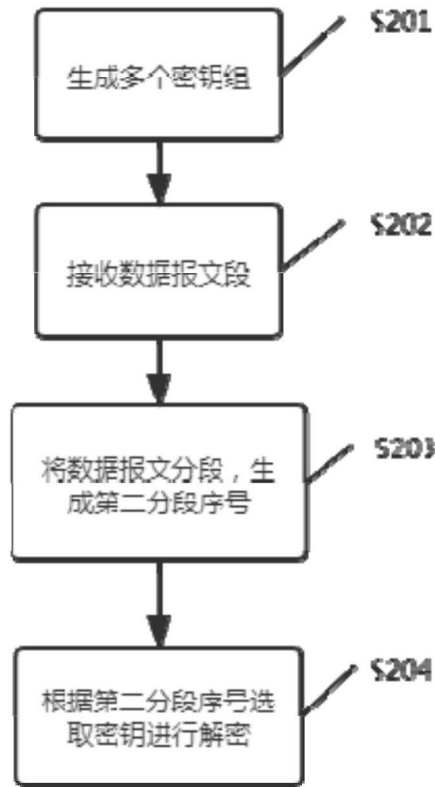 S201
生成多个密钥组
S202
接收数据报文段
S203
将数据报文分段，生
成第二分段序号
S204
根据第二分段序号选
取密钥进行解密